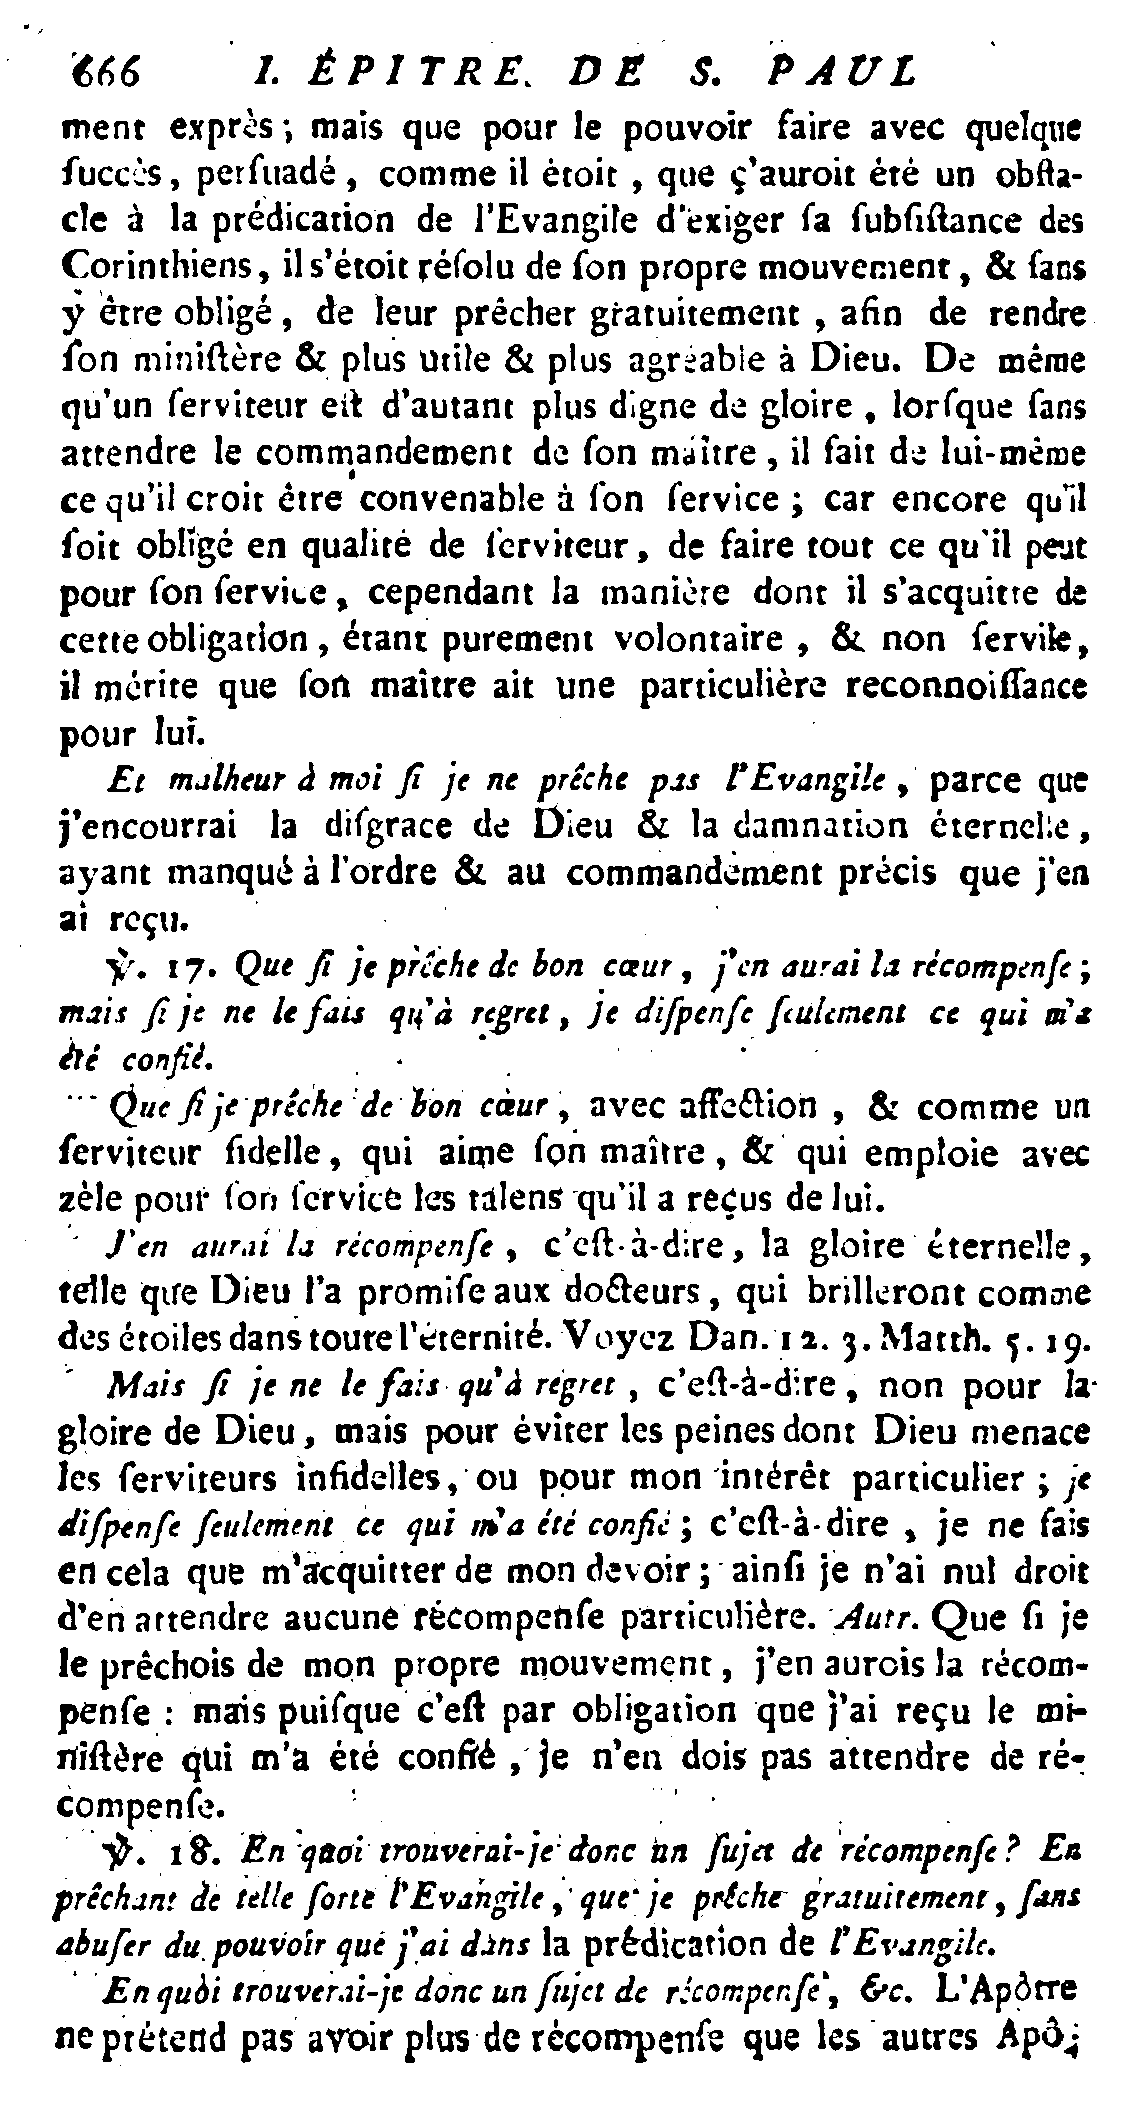 666 I. ÉPITRE DE S. PAUL
ment exprès ; mais que pour le pouvoir faire avec quelque
ſuccès, perſuadé, comme il étoit, que ç'auroit été un obſta-
cle à la prédication de l'Evangile d'exiger ſa ſubſiſtance des
Corinthiens, il s'étoit réſolu de ſon propre mouvement, & ſans
y être obligé, de leur prêcher gratuitement, afin de rendre
ſon miniſtère & plus utile & plus agréable à Dieu. De même
qu'un ſerviteur eſt d'autant plus digne de gloire, lorſque ſans
attendre le commandement de ſon maître, il fait de lui-même
ce qu'il croit être convenable à ſon ſervice ; car encore qu'il
ſoit obligé en qualité de ſerviteur, de faire tout ce qu'il peut
pour ſon ſervice, cependant la manière dont il s'acquitte de
cette obligation, étant purement volontaire, & non ſervile,
il mérite que ſon maître ait une particulière reconnoiſſance
pour lui.
Et malheur à moi ſi je ne prêche pas l'Evangile, parce que
j'encourrai la diſgrace de Dieu & la damnation éternelle,
ayant manqué à l'ordre & au commandement précis que j'en
ai reçu.
℣. 17. Que ſi je prêche de bon cœur, j'en aurai la récompenſe ;
mais ſi je ne le fais qu'à regret, je diſpenſe ſeulement ce qui m'a
été confié.
Que ſi je prêche de bon cœur, avec affection, & comme un
ſerviteur fidelle, qui aime ſon maître, & qui emploie avec
zèle pour ſon ſervice les talens qu'il a reçus de lui.
J'en aurai la récompenſe, c'eſt-à-dire, la gloire éternelle,
telle que Dieu l'a promiſe aux docteurs, qui brilleront comme
des étoiles dans toute l'éternité. Voyez Dan. 12. 3. Matth. 5. 19.
Mais ſi je ne le fais qu'à regret, c'eſt-à-dire, non pour la
gloire de Dieu, mais pour éviter les peines dont Dieu menace
les ſerviteurs infidelles, ou pour mon intérêt particulier ; je
diſpenſe ſeulement ce qui m'a été confié ; c'eſt-à-dire, je ne fais
en cela que m'acquitter de mon devoir ; ainſi je n'ai nul droit
d'en attendre aucune récompenſe particulière. Autr. Que ſi je
le prêchois de mon propre mouvement, j'en aurois la récom-
penſe : mais puiſque c'eſt par obligation que j'ai reçu le mi-
niſtère qui m'a été confié, je n'en dois pas attendre de ré-
compenſe.
℣. 18. En quoi trouverai-je donc un ſujet de récompenſe ? En
prêchant de telle ſorte l'Evangile, que je prêche gratuitement, ſans
abuſer du pouvoir que j'ai dans la prédication de l'Evangile.
En quoi trouverai-je donc un ſujet de récompenſe, &c. L'Apôtre
ne prétend pas avoir plus de récompenſe que les autres Apô-